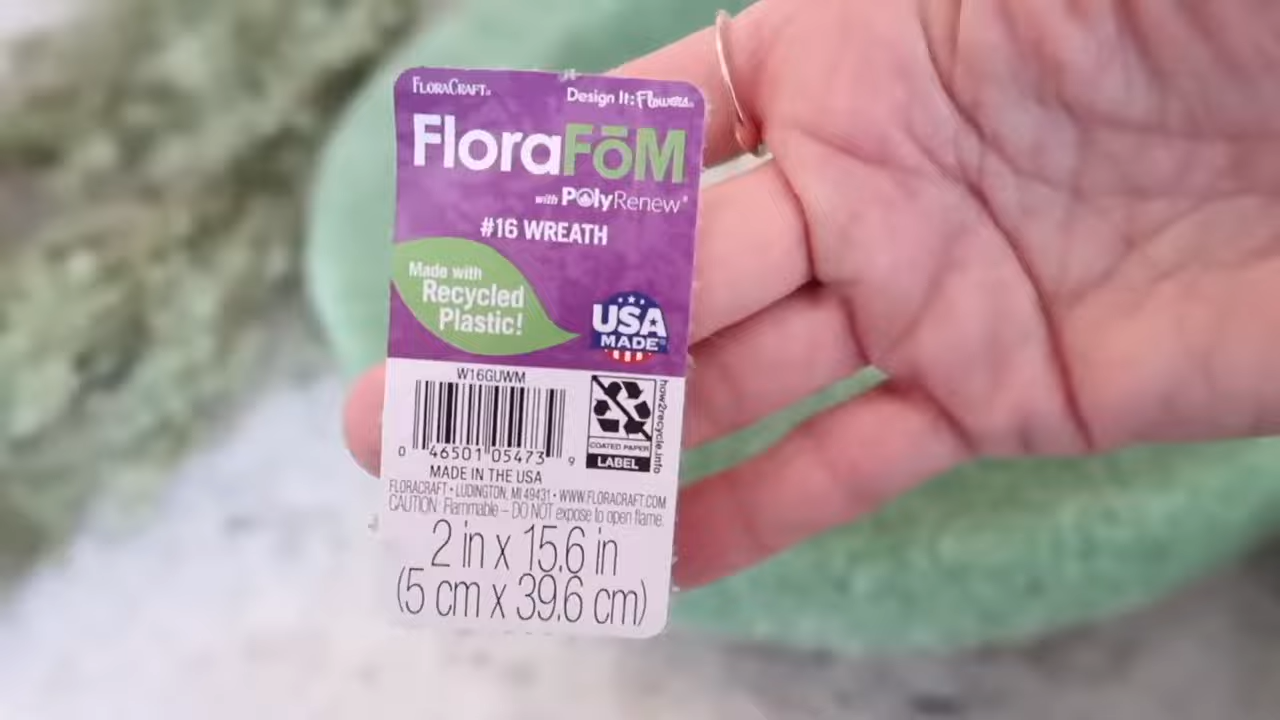 FLORACRAFT®
Design It: Flowers®
FloraFōM
with PolyRenew®
#16 WREATH
Made with
Recycled
Plastic!
USA
MADE
W16GUWM
0 46501 05473 9
how2recycle.info
COATED PAPER
LABEL
MADE IN THE USA
FLORACRAFT • LUDINGTON, MI 49431 • WWW.FLORACRAFT.COM
CAUTION: Flammable – DO NOT expose to open flame.
2 in x 15.6 in
(5 cm x 39.6 cm)